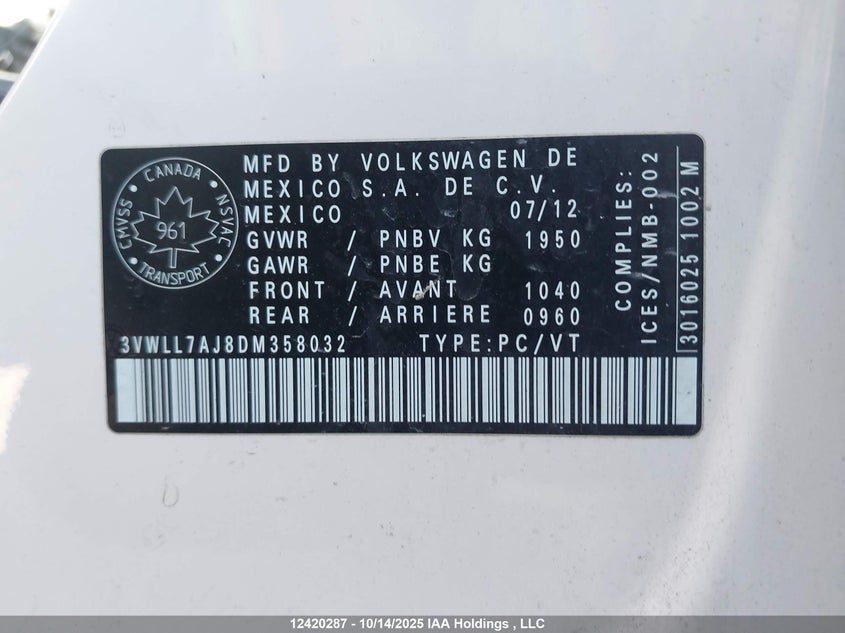 CANADA
CMVSS
NSVAC
961
TRANSPORT
MFD BY VOLKSWAGEN DE
MEXICO S.A. DE C.V.
MEXICO 07/12
GVWR / PNBV KG 1950
GAWR / PNBE KG
FRONT / AVANT 1040
REAR / ARRIERE 0960
3VWLL7AJ8DM358032 TYPE:PC/VT
COMPLIES:
ICES/NMB-002
3016025 1002 M
12420287 - 10/14/2025 IAA Holdings , LLC